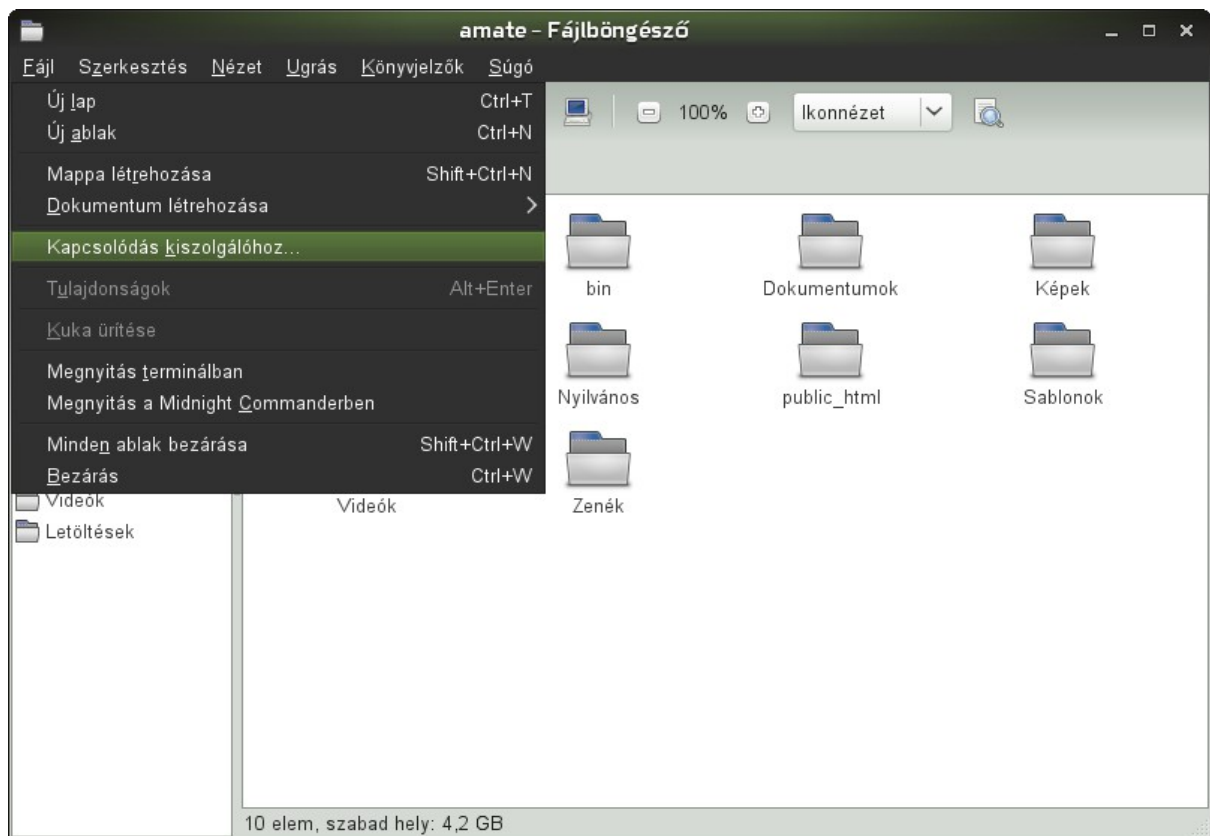 amate – Fájlböngésző
Fájl Szerkesztés Nézet Ugrás Könyvjelzők Súgó
Új lap Ctrl+T
Új ablak Ctrl+N
Mappa létrehozása Shift+Ctrl+N
Dokumentum létrehozása
Kapcsolódás kiszolgálóhoz...
Tulajdonságok Alt+Enter
Kuka ürítése
Megnyitás terminálban
Megnyitás a Midnight Commanderben
Minden ablak bezárása Shift+Ctrl+W
Bezárás Ctrl+W
100% Ikonnézet
bin Dokumentumok Képek
Nyilvános public_html Sablonok
Videók Zenék
Videók
Letöltések
10 elem, szabad hely: 4,2 GB